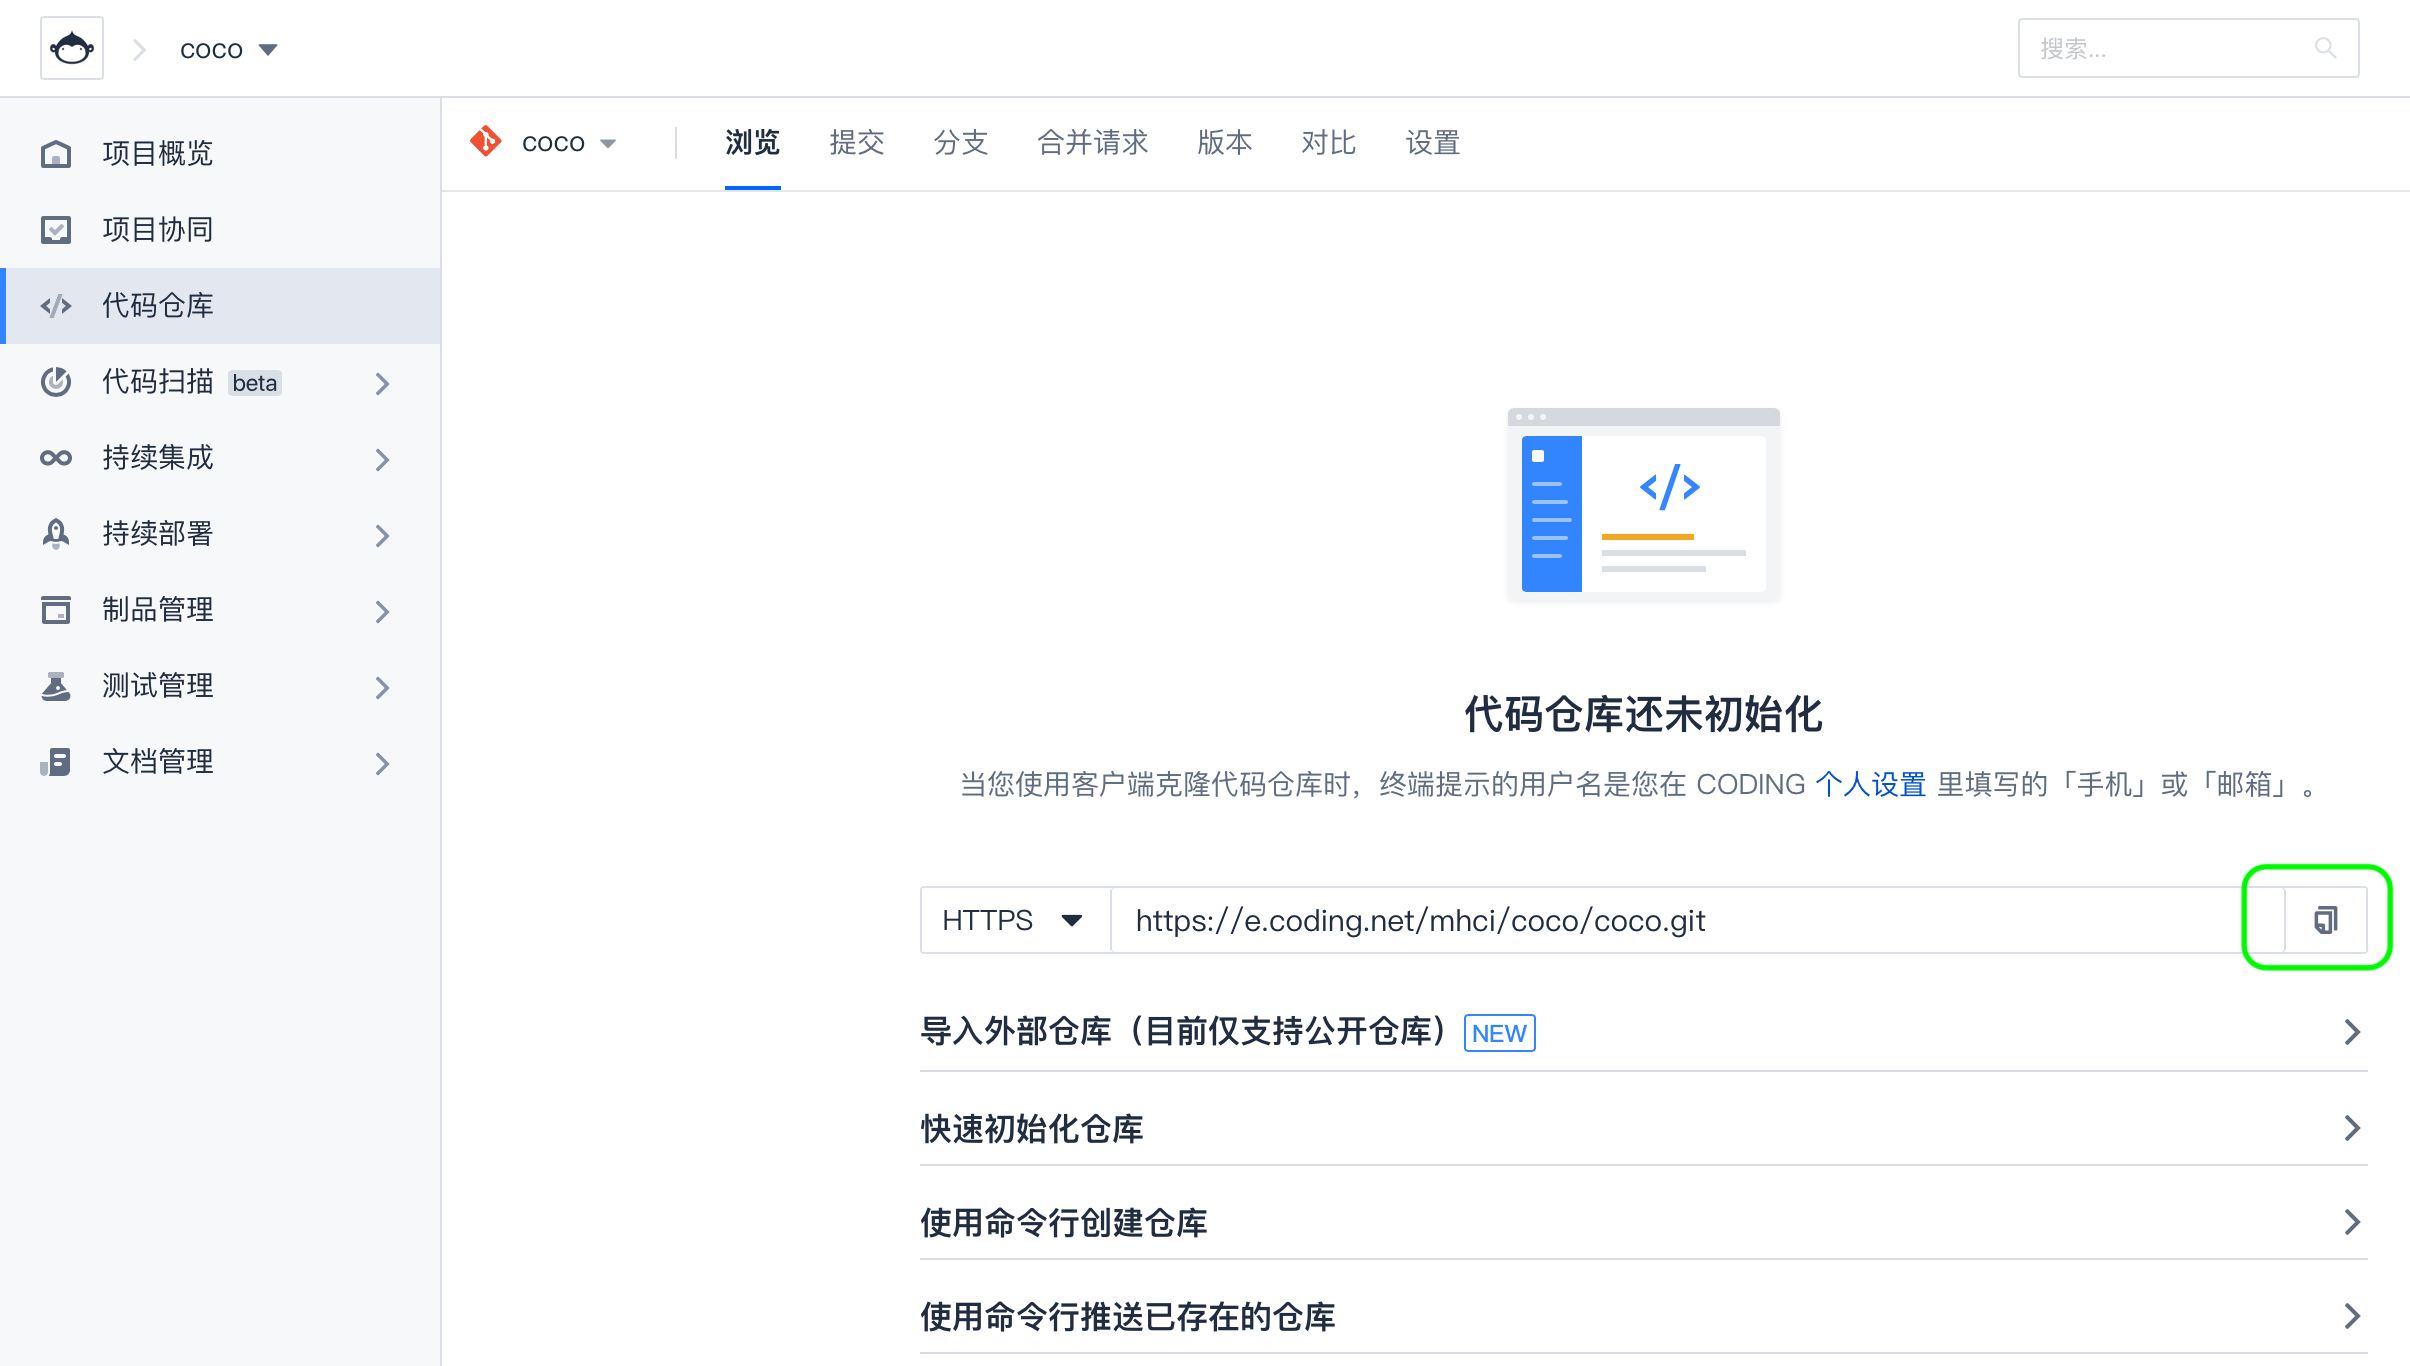 coco
搜索...
项目概览
项目协同
代码仓库
代码扫描 beta
持续集成
持续部署
制品管理
测试管理
文档管理
coco 浏览 提交 分支 合并请求 版本 对比 设置
代码仓库还未初始化
当您使用客户端克隆代码仓库时，终端提示的用户名是您在 CODING 个人设置 里填写的「手机」或「邮箱」。
HTTPS https://e.coding.net/mhci/coco/coco.git
导入外部仓库（目前仅支持公开仓库） NEW
快速初始化仓库
使用命令行创建仓库
使用命令行推送已存在的仓库